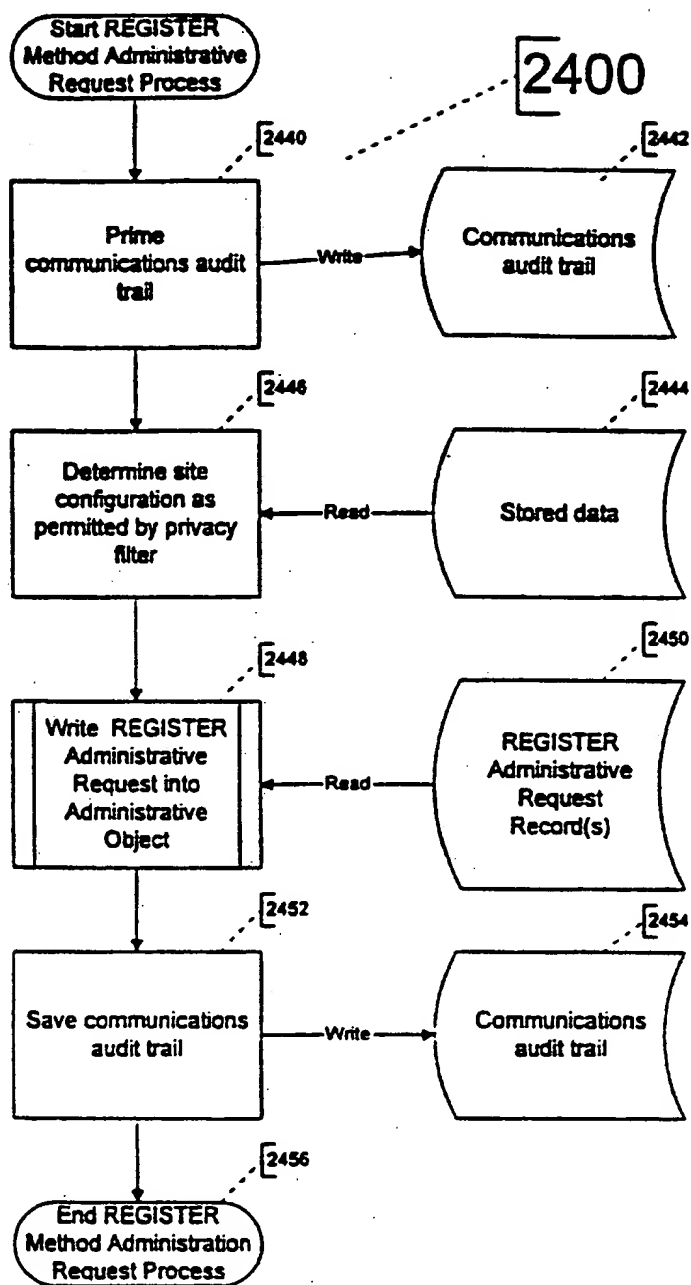 Start REGISTER
Method Administrative
Request Process
2400
2440
2442
Prime
communications audit
trail
Write
Communications
audit trail
2446
2444
Determine site
configuration as
permitted by privacy
filter
Read
Stored data
2448
2450
Write REGISTER
Administrative
Request into
Administrative
Object
Read
REGISTER
Administrative
Request
Record(s)
2452
2454
Save communications
audit trail
Write
Communications
audit trail
2456
End REGISTER
Method Administration
Request Process